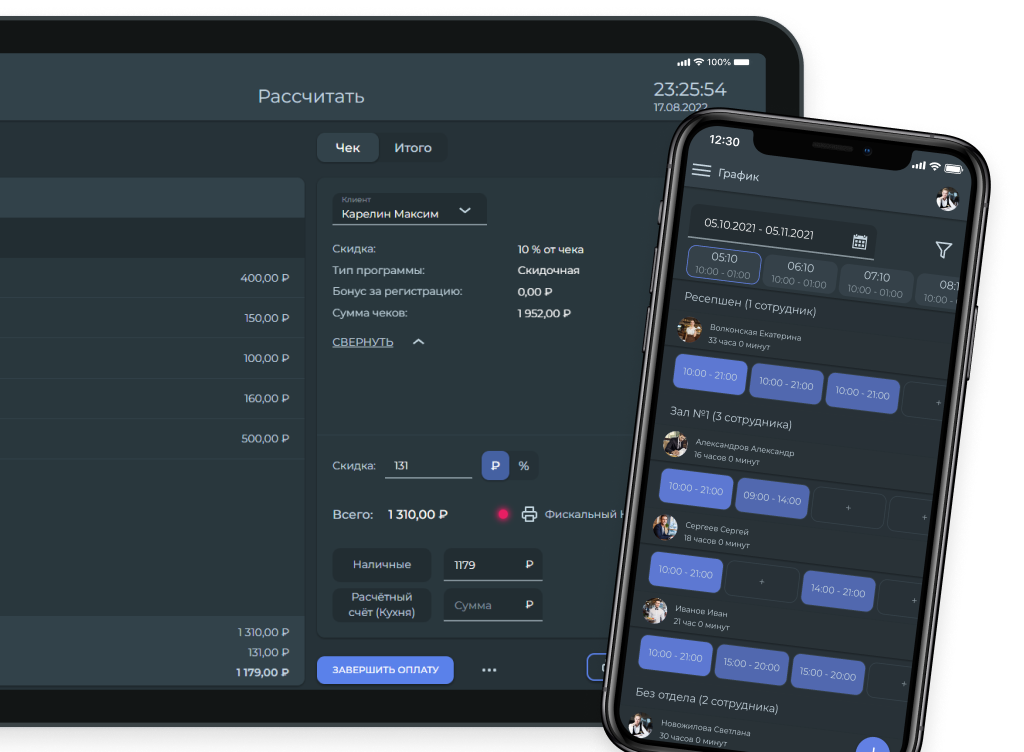 100%
Рассчитать
23:25:54
17.08.2022
Чек Итого
Клиент
Карелин Максим
Скидка: 10 % от чека
Тип программы: Скидочная
Бонус за регистрацию: 0,00 ₽
Сумма чеков: 1 952,00 ₽
СВЕРНУТЬ
400,00 ₽
150,00 ₽
100,00 ₽
160,00 ₽
500,00 ₽
Скидка: 131 ₽ %
Всего: 1 310,00 ₽ Фискальный
Наличные 1179 ₽
Расчётный
счёт (Кухня) Сумма ₽
1 310,00 ₽
131,00 ₽
1 179,00 ₽
ЗАВЕРШИТЬ ОПЛАТУ ...
12:30
График
05.10.2021 - 05.11.2021
05:10 06:10 07:10 08:1
10:00 - 01:00 10:00 - 01:00 10:00 - 01:00 10:00 -
Ресепшен (1 сотрудник)
Волконская Екатерина
33 часа 0 минут
10:00 - 21:00 10:00 - 21:00 10:00 - 21:00 +
Зал №1 (3 сотрудника)
Александров Александр
16 часов 0 минут
10:00 - 21:00 09:00 - 14:00 + +
Сергеев Сергей
18 часов 0 минут
10:00 - 21:00 + 14:00 - 21:00 +
Иванов Иван
21 час 0 минут
10:00 - 21:00 15:00 - 20:00 15:00 - 20:00 +
Без отдела (2 сотрудника)
Новожилова Светлана
30 часов 0 минут
+